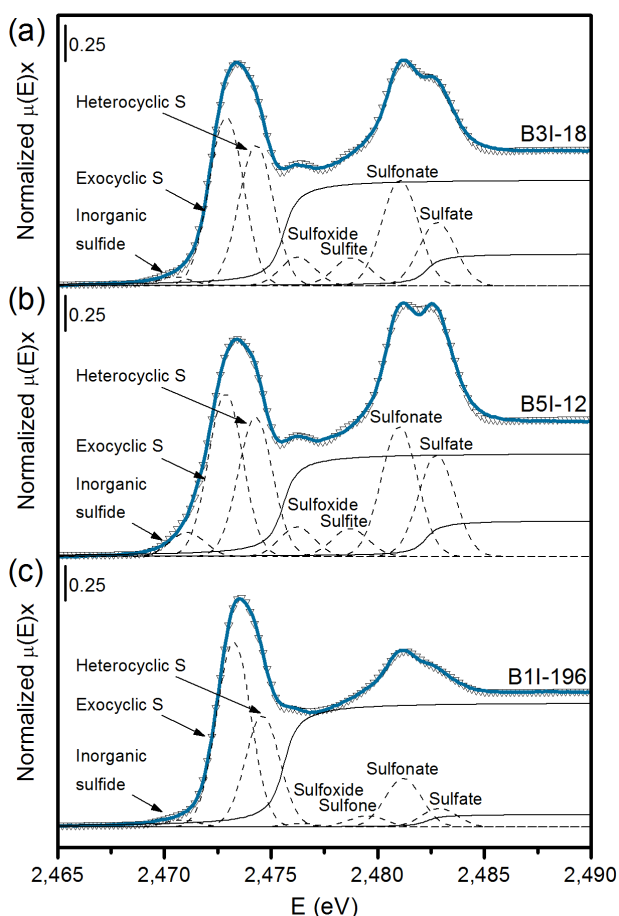 (a)
0.25
Normalized μ(E)x
Heterocyclic S
Exocyclic S
Inorganic
sulfide
Sulfoxide
Sulfite
Sulfonate
Sulfate
B3I-18
(b)
0.25
Normalized μ(E)x
Heterocyclic S
Exocyclic S
Inorganic
sulfide
Sulfoxide
Sulfite
Sulfonate
Sulfate
B5I-12
(c)
0.25
Normalized μ(E)x
Heterocyclic S
Exocyclic S
Inorganic
sulfide
Sulfoxide
Sulfone
Sulfonate
Sulfate
B1I-196
2,465 2,470 2,475 2,480 2,485 2,490
E (eV)